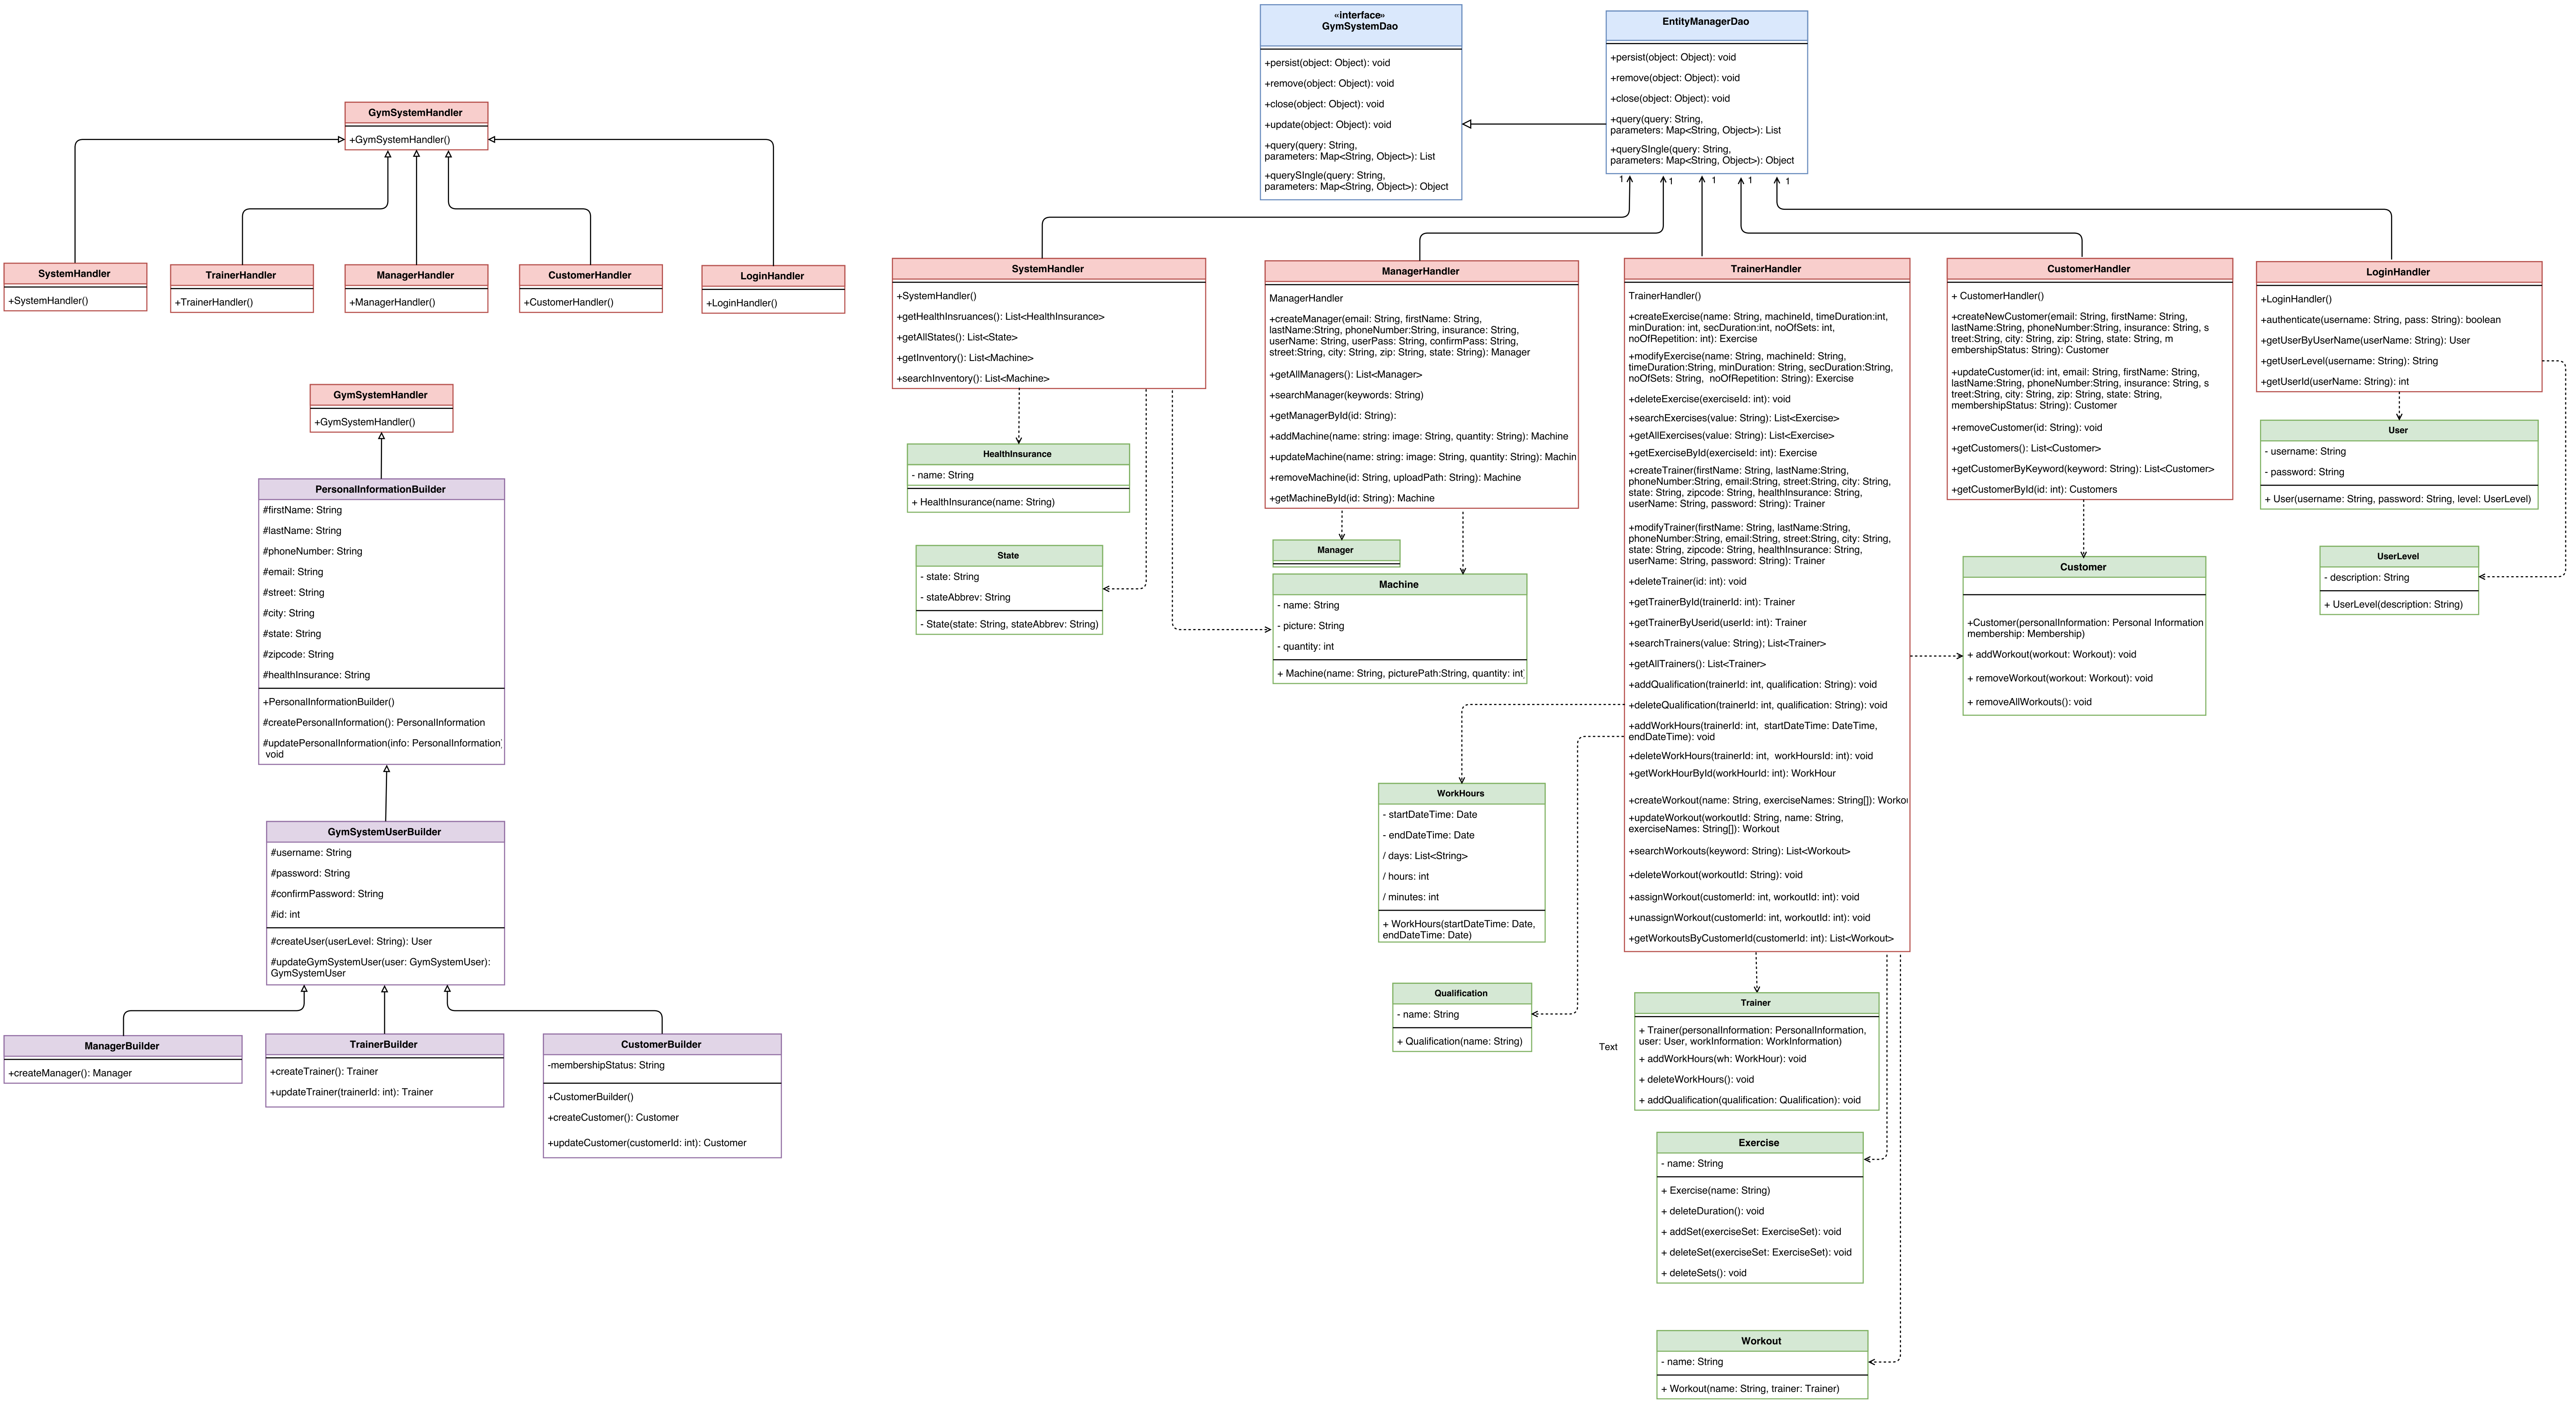 GymSystemHandler
+GymSystemHandler()
SystemHandler
+SystemHandler()
TrainerHandler
+TrainerHandler()
ManagerHandler
+ManagerHandler()
CustomerHandler
+CustomerHandler()
LoginHandler
+LoginHandler()
GymSystemHandler
+GymSystemHandler()
PersonalInformationBuilder
#firstName: String
#lastName: String
#phoneNumber: String
#email: String
#street: String
#city: String
#state: String
#zipcode: String
#healthInsurance: String
+PersonalInformationBuilder()
#createPersonalInformation(): PersonalInformation
#updatePersonalInformation(info: PersonalInformation)
void
GymSystemUserBuilder
#username: String
#password: String
#confirmPassword: String
#id: int
#createUser(userLevel: String): User
#updateGymSystemUser(user: GymSystemUser):
GymSystemUser
ManagerBuilder
+createManager(): Manager
TrainerBuilder
+createTrainer(): Trainer
+updateTrainer(trainerId: int): Trainer
CustomerBuilder
-membershipStatus: String
+CustomerBuilder()
+createCustomer(): Customer
+updateCustomer(customerId: int): Customer
«interface»
GymSystemDao
+persist(object: Object): void
+remove(object: Object): void
+close(object: Object): void
+update(object: Object): void
+query(query: String,
parameters: Map<String, Object>): List
+querySIngle(query: String,
parameters: Map<String, Object>): Object
EntityManagerDao
+persist(object: Object): void
+remove(object: Object): void
+close(object: Object): void
+query(query: String,
parameters: Map<String, Object>): List
+querySIngle(query: String,
parameters: Map<String, Object>): Object
1
1
1
1
1
SystemHandler
+SystemHandler()
+getHealthInsruances(): List<HealthInsurance>
+getAllStates(): List<State>
+getInventory(): List<Machine>
+searchInventory(): List<Machine>
HealthInsurance
- name: String
+ HealthInsurance(name: String)
State
- state: String
- stateAbbrev: String
- State(state: String, stateAbbrev: String)
ManagerHandler
ManagerHandler
+createManager(email: String, firstName: String,
lastName:String, phoneNumber:String, insurance: String,
userName: String, userPass: String, confirmPass: String,
street:String, city: String, zip: String, state: String): Manager
+getAllManagers(): List<Manager>
+searchManager(keywords: String)
+getManagerById(id: String):
+addMachine(name: string: image: String, quantity: String): Machine
+updateMachine(name: string: image: String, quantity: String): Machin
+removeMachine(id: String, uploadPath: String): Machine
+getMachineById(id: String): Machine
Manager
Machine
- name: String
- picture: String
- quantity: int
+ Machine(name: String, picturePath:String, quantity: int)
TrainerHandler
TrainerHandler()
+createExercise(name: String, machineId, timeDuration:int,
minDuration: int, secDuration:int, noOfSets: int,
noOfRepetition: int): Exercise
+modifyExercise(name: String, machineId: String,
timeDuration:String, minDuration: String, secDuration:String,
noOfSets: String, noOfRepetition: String): Exercise
+deleteExercise(exerciseId: int): void
+searchExercises(value: String): List<Exercise>
+getAllExercises(value: String): List<Exercise>
+getExerciseById(exerciseId: int): Exercise
+createTrainer(firstName: String, lastName:String,
phoneNumber:String, email:String, street:String, city: String,
state: String, zipcode: String, healthInsurance: String,
userName: String, password: String): Trainer
+modifyTrainer(firstName: String, lastName:String,
phoneNumber:String, email:String, street:String, city: String,
state: String, zipcode: String, healthInsurance: String,
userName: String, password: String): Trainer
+deleteTrainer(id: int): void
+getTrainerById(trainerId: int): Trainer
+getTrainerByUserid(userId: int): Trainer
+searchTrainers(value: String); List<Trainer>
+getAllTrainers(): List<Trainer>
+addQualification(trainerId: int, qualification: String): void
+deleteQualification(trainerId: int, qualification: String): void
+addWorkHours(trainerId: int, startDateTime: DateTime,
endDateTime): void
+deleteWorkHours(trainerId: int, workHoursId: int): void
+getWorkHourById(workHourId: int): WorkHour
+createWorkout(name: String, exerciseNames: String[]): Workou
+updateWorkout(workoutId: String, name: String,
exerciseNames: String[]): Workout
+searchWorkouts(keyword: String): List<Workout>
+deleteWorkout(workoutId: String): void
+assignWorkout(customerId: int, workoutId: int): void
+unassignWorkout(customerId: int, workoutId: int): void
+getWorkoutsByCustomerId(customerId: int): List<Workout>
CustomerHandler
+ CustomerHandler()
+createNewCustomer(email: String, firstName: String,
lastName:String, phoneNumber:String, insurance: String, s
treet:String, city: String, zip: String, state: String, m
embershipStatus: String): Customer
+updateCustomer(id: int, email: String, firstName: String,
lastName:String, phoneNumber:String, insurance: String, s
treet:String, city: String, zip: String, state: String,
membershipStatus: String): Customer
+removeCustomer(id: String): void
+getCustomers(): List<Customer>
+getCustomerByKeyword(keyword: String): List<Customer>
+getCustomerById(id: int): Customers
Customer
+Customer(personalInformation: Personal Information
membership: Membership)
+ addWorkout(workout: Workout): void
+ removeWorkout(workout: Workout): void
+ removeAllWorkouts(): void
LoginHandler
+LoginHandler()
+authenticate(username: String, pass: String): boolean
+getUserByUserName(userName: String): User
+getUserLevel(username: String): String
+getUserId(userName: String): int
User
- username: String
- password: String
+ User(username: String, password: String, level: UserLevel)
UserLevel
- description: String
+ UserLevel(description: String)
WorkHours
- startDateTime: Date
- endDateTime: Date
/ days: List<String>
/ hours: int
/ minutes: int
+ WorkHours(startDateTime: Date,
endDateTime: Date)
Qualification
- name: String
+ Qualification(name: String)
Text
Trainer
+ Trainer(personalInformation: PersonalInformation,
user: User, workInformation: WorkInformation)
+ addWorkHours(wh: WorkHour): void
+ deleteWorkHours(): void
+ addQualification(qualification: Qualification): void
Exercise
- name: String
+ Exercise(name: String)
+ deleteDuration(): void
+ addSet(exerciseSet: ExerciseSet): void
+ deleteSet(exerciseSet: ExerciseSet): void
+ deleteSets(): void
Workout
- name: String
+ Workout(name: String, trainer: Trainer)